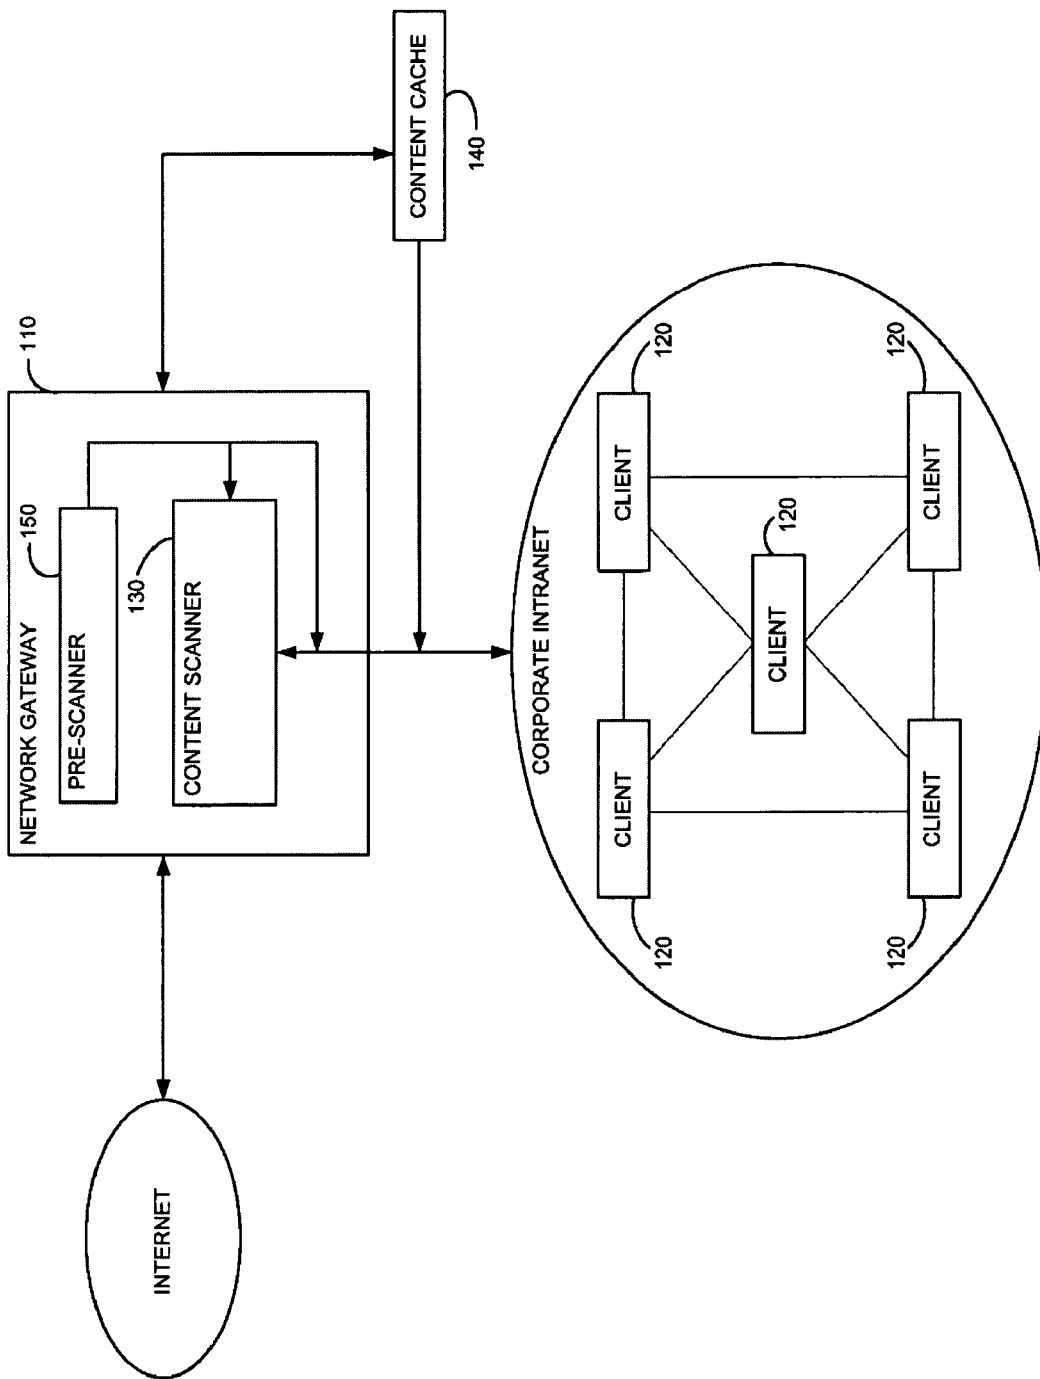 INTERNET
NETWORK GATEWAY
110
PRE-SCANNER
150
CONTENT SCANNER
130
CONTENT CACHE
140
CORPORATE INTRANET
CLIENT
120
CLIENT
120
CLIENT
120
CLIENT
120
CLIENT
120